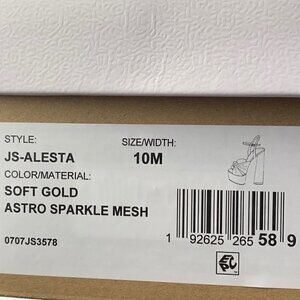 STYLE: SIZE/WIDTH:
JS-ALESTA 10M
COLOR/MATERIAL:
SOFT GOLD
ASTRO SPARKLE MESH
0707JS3578
1 92625 265 58 9